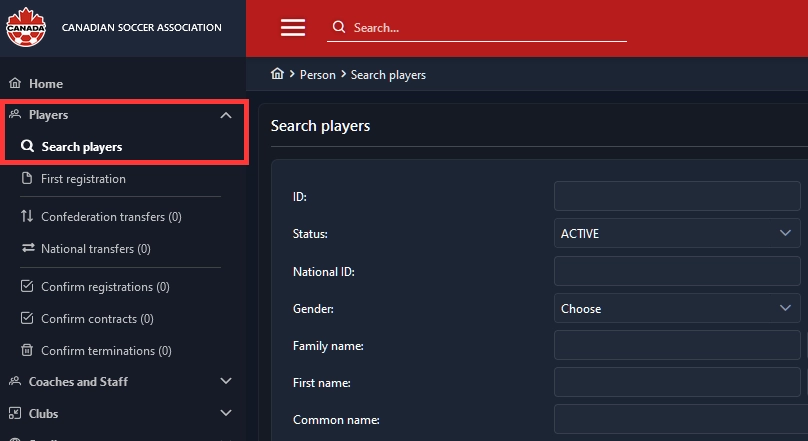 CANADA
CANADIAN SOCCER ASSOCIATION
Search...
Home
Players
Search players
First registration
Confederation transfers (0)
National transfers (0)
Confirm registrations (0)
Confirm contracts (0)
Confirm terminations (0)
Coaches and Staff
Clubs
Person
Search players
Search players
ID:
Status:
ACTIVE
National ID:
Gender:
Choose
Family name:
First name:
Common name: